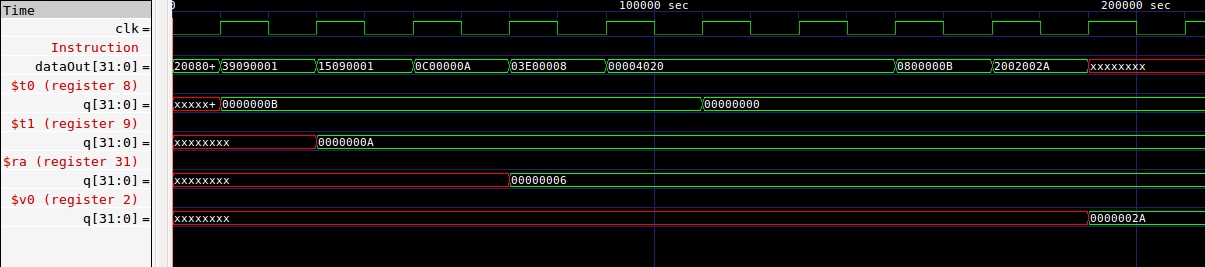 Time 0 100000 sec 200000 sec
clk=
Instruction
dataOut[31:0]= 20080+ 39090001 15090001 0C00000A 03E00008 00004020 0800000B 2002002A xxxxxxxx
$t0 (register 8)
q[31:0]= xxxxx+ 0000000B 00000000
$t1 (register 9)
q[31:0]= xxxxxxxx 0000000A
$ra (register 31)
q[31:0]= xxxxxxxx 00000006
$v0 (register 2)
q[31:0]= xxxxxxxx 0000002A